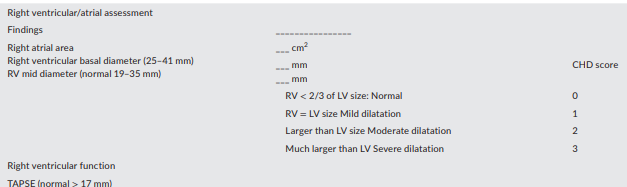 Right ventricular/atrial assessment
Findings ________________
Right atrial area ___ cm²
Right ventricular basal diameter (25–41 mm) ___ mm CHD score
RV mid diameter (normal 19–35 mm) ___ mm
RV < 2/3 of LV size: Normal 0
RV = LV size Mild dilatation 1
Larger than LV size Moderate dilatation 2
Much larger than LV Severe dilatation 3
Right ventricular function
TAPSE (normal > 17 mm)